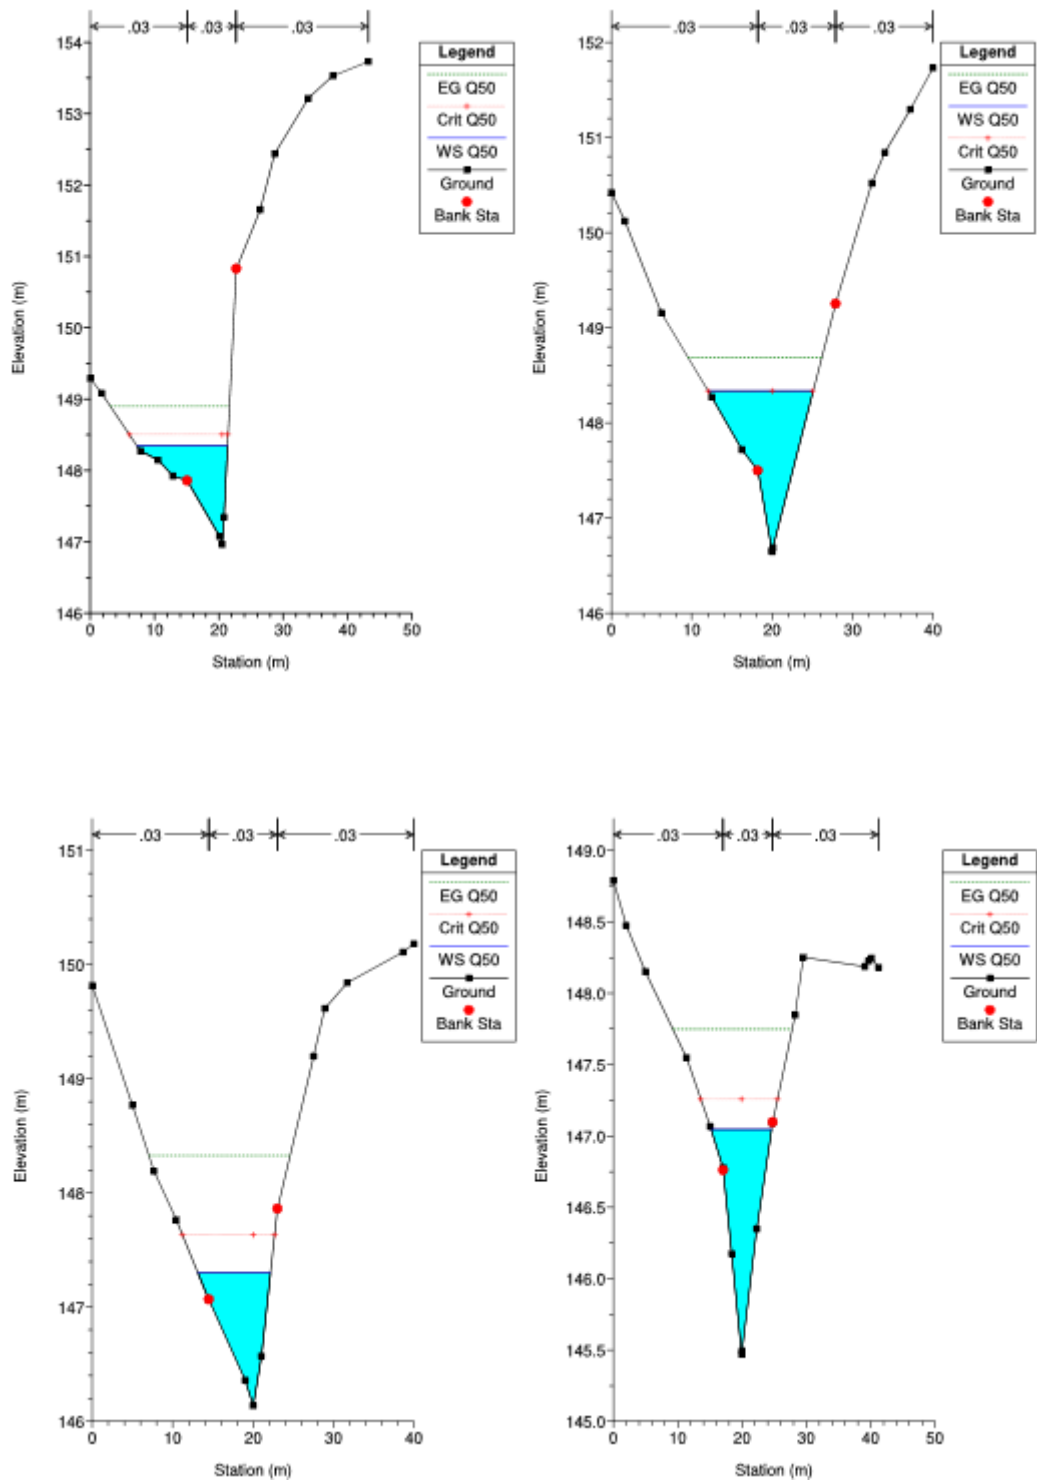 .03 .03 .03
154
153
152
151
150
149
148
147
146
0 10 20 30 40 50
Elevation (m)
Station (m)
Legend
EG Q50
Crit Q50
WS Q50
Ground
Bank Sta
.03 .03 .03
152
151
150
149
148
147
146
0 10 20 30 40
Elevation (m)
Station (m)
Legend
EG Q50
WS Q50
Crit Q50
Ground
Bank Sta
.03 .03 .03
151
150
149
148
147
146
0 10 20 30 40
Elevation (m)
Station (m)
Legend
EG Q50
Crit Q50
WS Q50
Ground
Bank Sta
.03 .03 .03
149.0
148.5
148.0
147.5
147.0
146.5
146.0
145.5
145.0
0 10 20 30 40 50
Elevation (m)
Station (m)
Legend
EG Q50
Crit Q50
WS Q50
Ground
Bank Sta